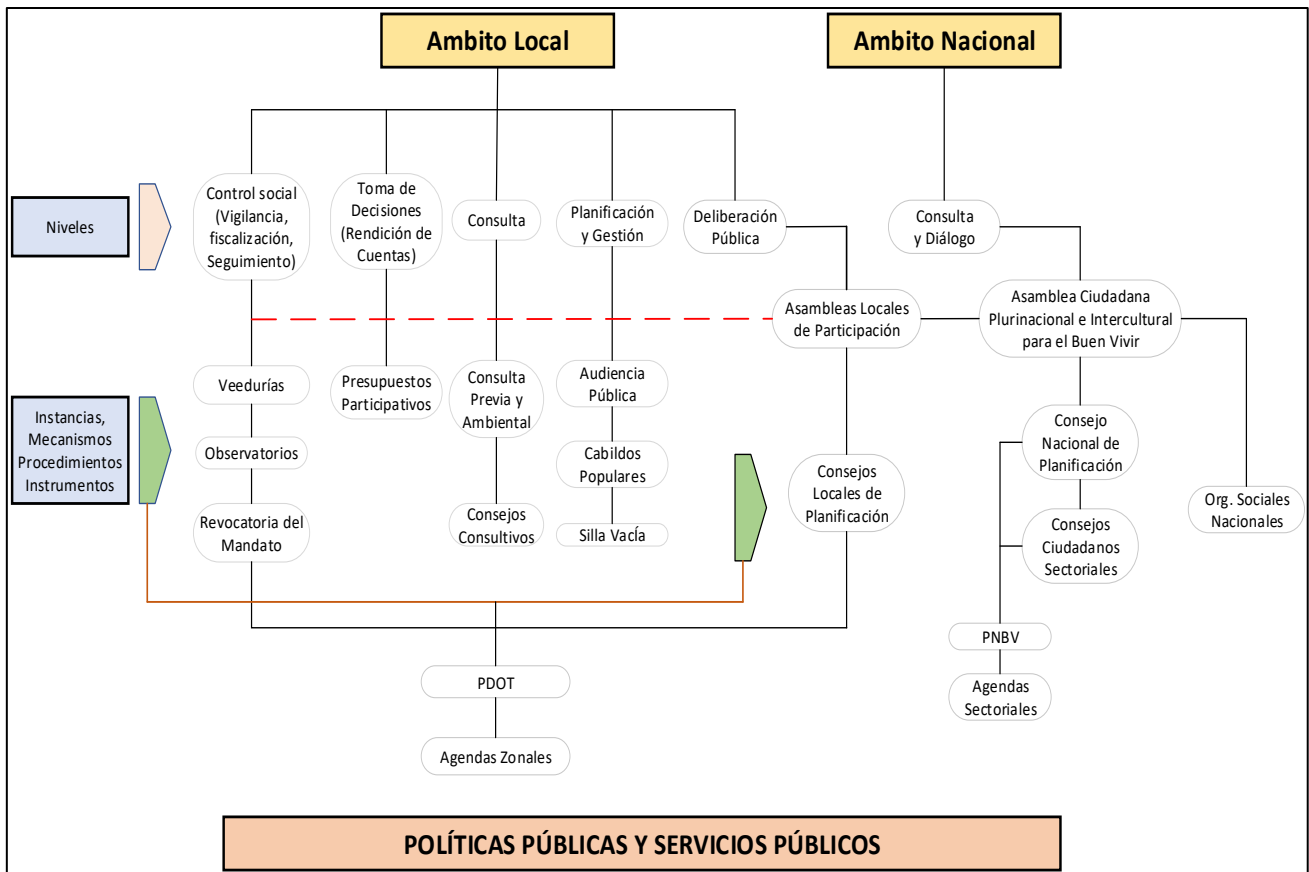 Ambito Local
Ambito Nacional
Niveles
Control social
(Vigilancia,
fiscalización,
Seguimiento)
Toma de
Decisiones
(Rendición de
Cuentas)
Consulta
Planificación
y Gestión
Deliberación
Pública
Consulta
y Diálogo
Asambleas Locales
de Participación
Asamblea Ciudadana
Plurinacional e Intercultural
para el Buen Vivir
Instancias,
Mecanismos
Procedimientos
Instrumentos
Veedurías
Presupuestos
Participativos
Consulta
Previa y
Ambiental
Audiencia
Pública
Observatorios
Cabildos
Populares
Consejos
Locales de
Planificación
Consejo
Nacional de
Planificación
Org. Sociales
Nacionales
Revocatoria del
Mandato
Consejos
Consultivos
Silla Vacía
Consejos
Ciudadanos
Sectoriales
PDOT
PNBV
Agendas
Sectoriales
Agendas Zonales
POLÍTICAS PÚBLICAS Y SERVICIOS PÚBLICOS